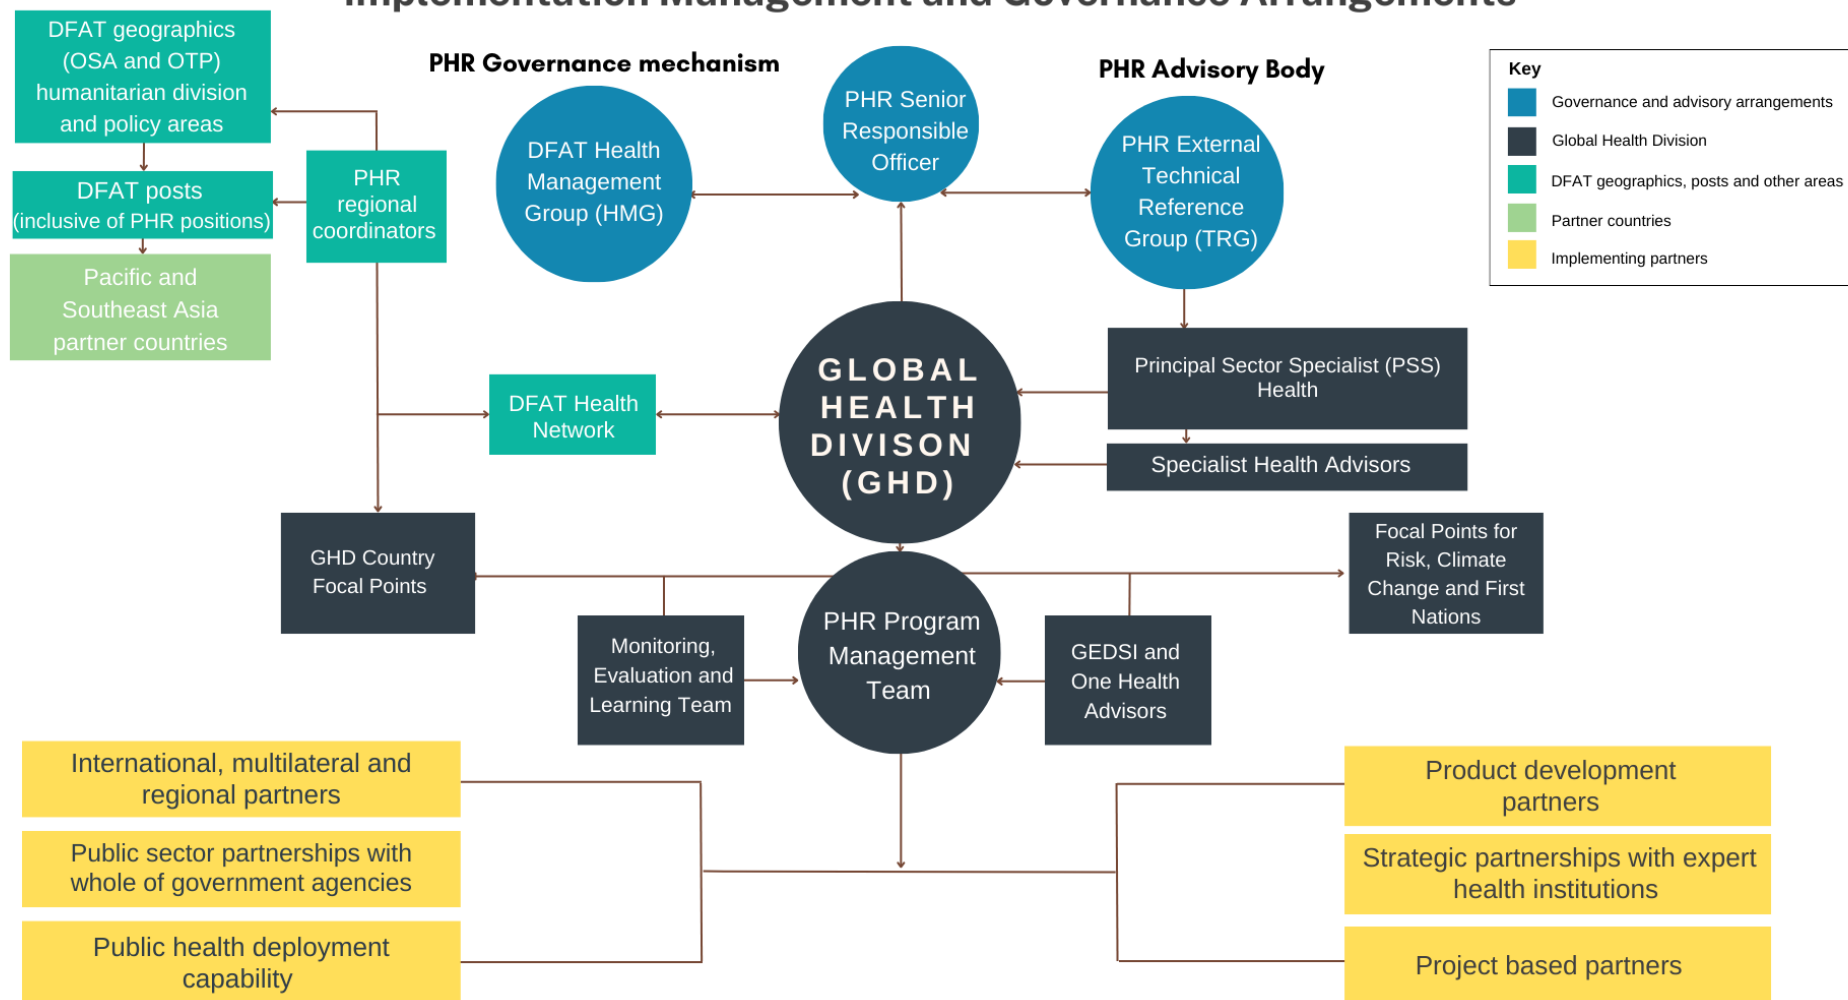 Implementation Management and Governance Arrangements
DFAT geographics
(OSA and OTP)
humanitarian division
and policy areas
DFAT posts
(inclusive of PHR positions)
Pacific and
Southeast Asia
partner countries
PHR
regional
coordinators
PHR Governance mechanism
DFAT Health
Management
Group (HMG)
PHR Senior
Responsible
Officer
PHR Advisory Body
PHR External
Technical
Reference
Group (TRG)
Key
Governance and advisory arrangements
Global Health Division
DFAT geographics, posts and other areas
Partner countries
Implementing partners
DFAT Health
Network
GLOBAL
HEALTH
DIVISON
(GHD)
Principal Sector Specialist (PSS)
Health
Specialist Health Advisors
GHD Country
Focal Points
Monitoring,
Evaluation and
Learning Team
PHR Program
Management
Team
GEDSI and
One Health
Advisors
Focal Points for
Risk, Climate
Change and First
Nations
International, multilateral and
regional partners
Public sector partnerships with
whole of government agencies
Public health deployment
capability
Product development
partners
Strategic partnerships with expert
health institutions
Project based partners